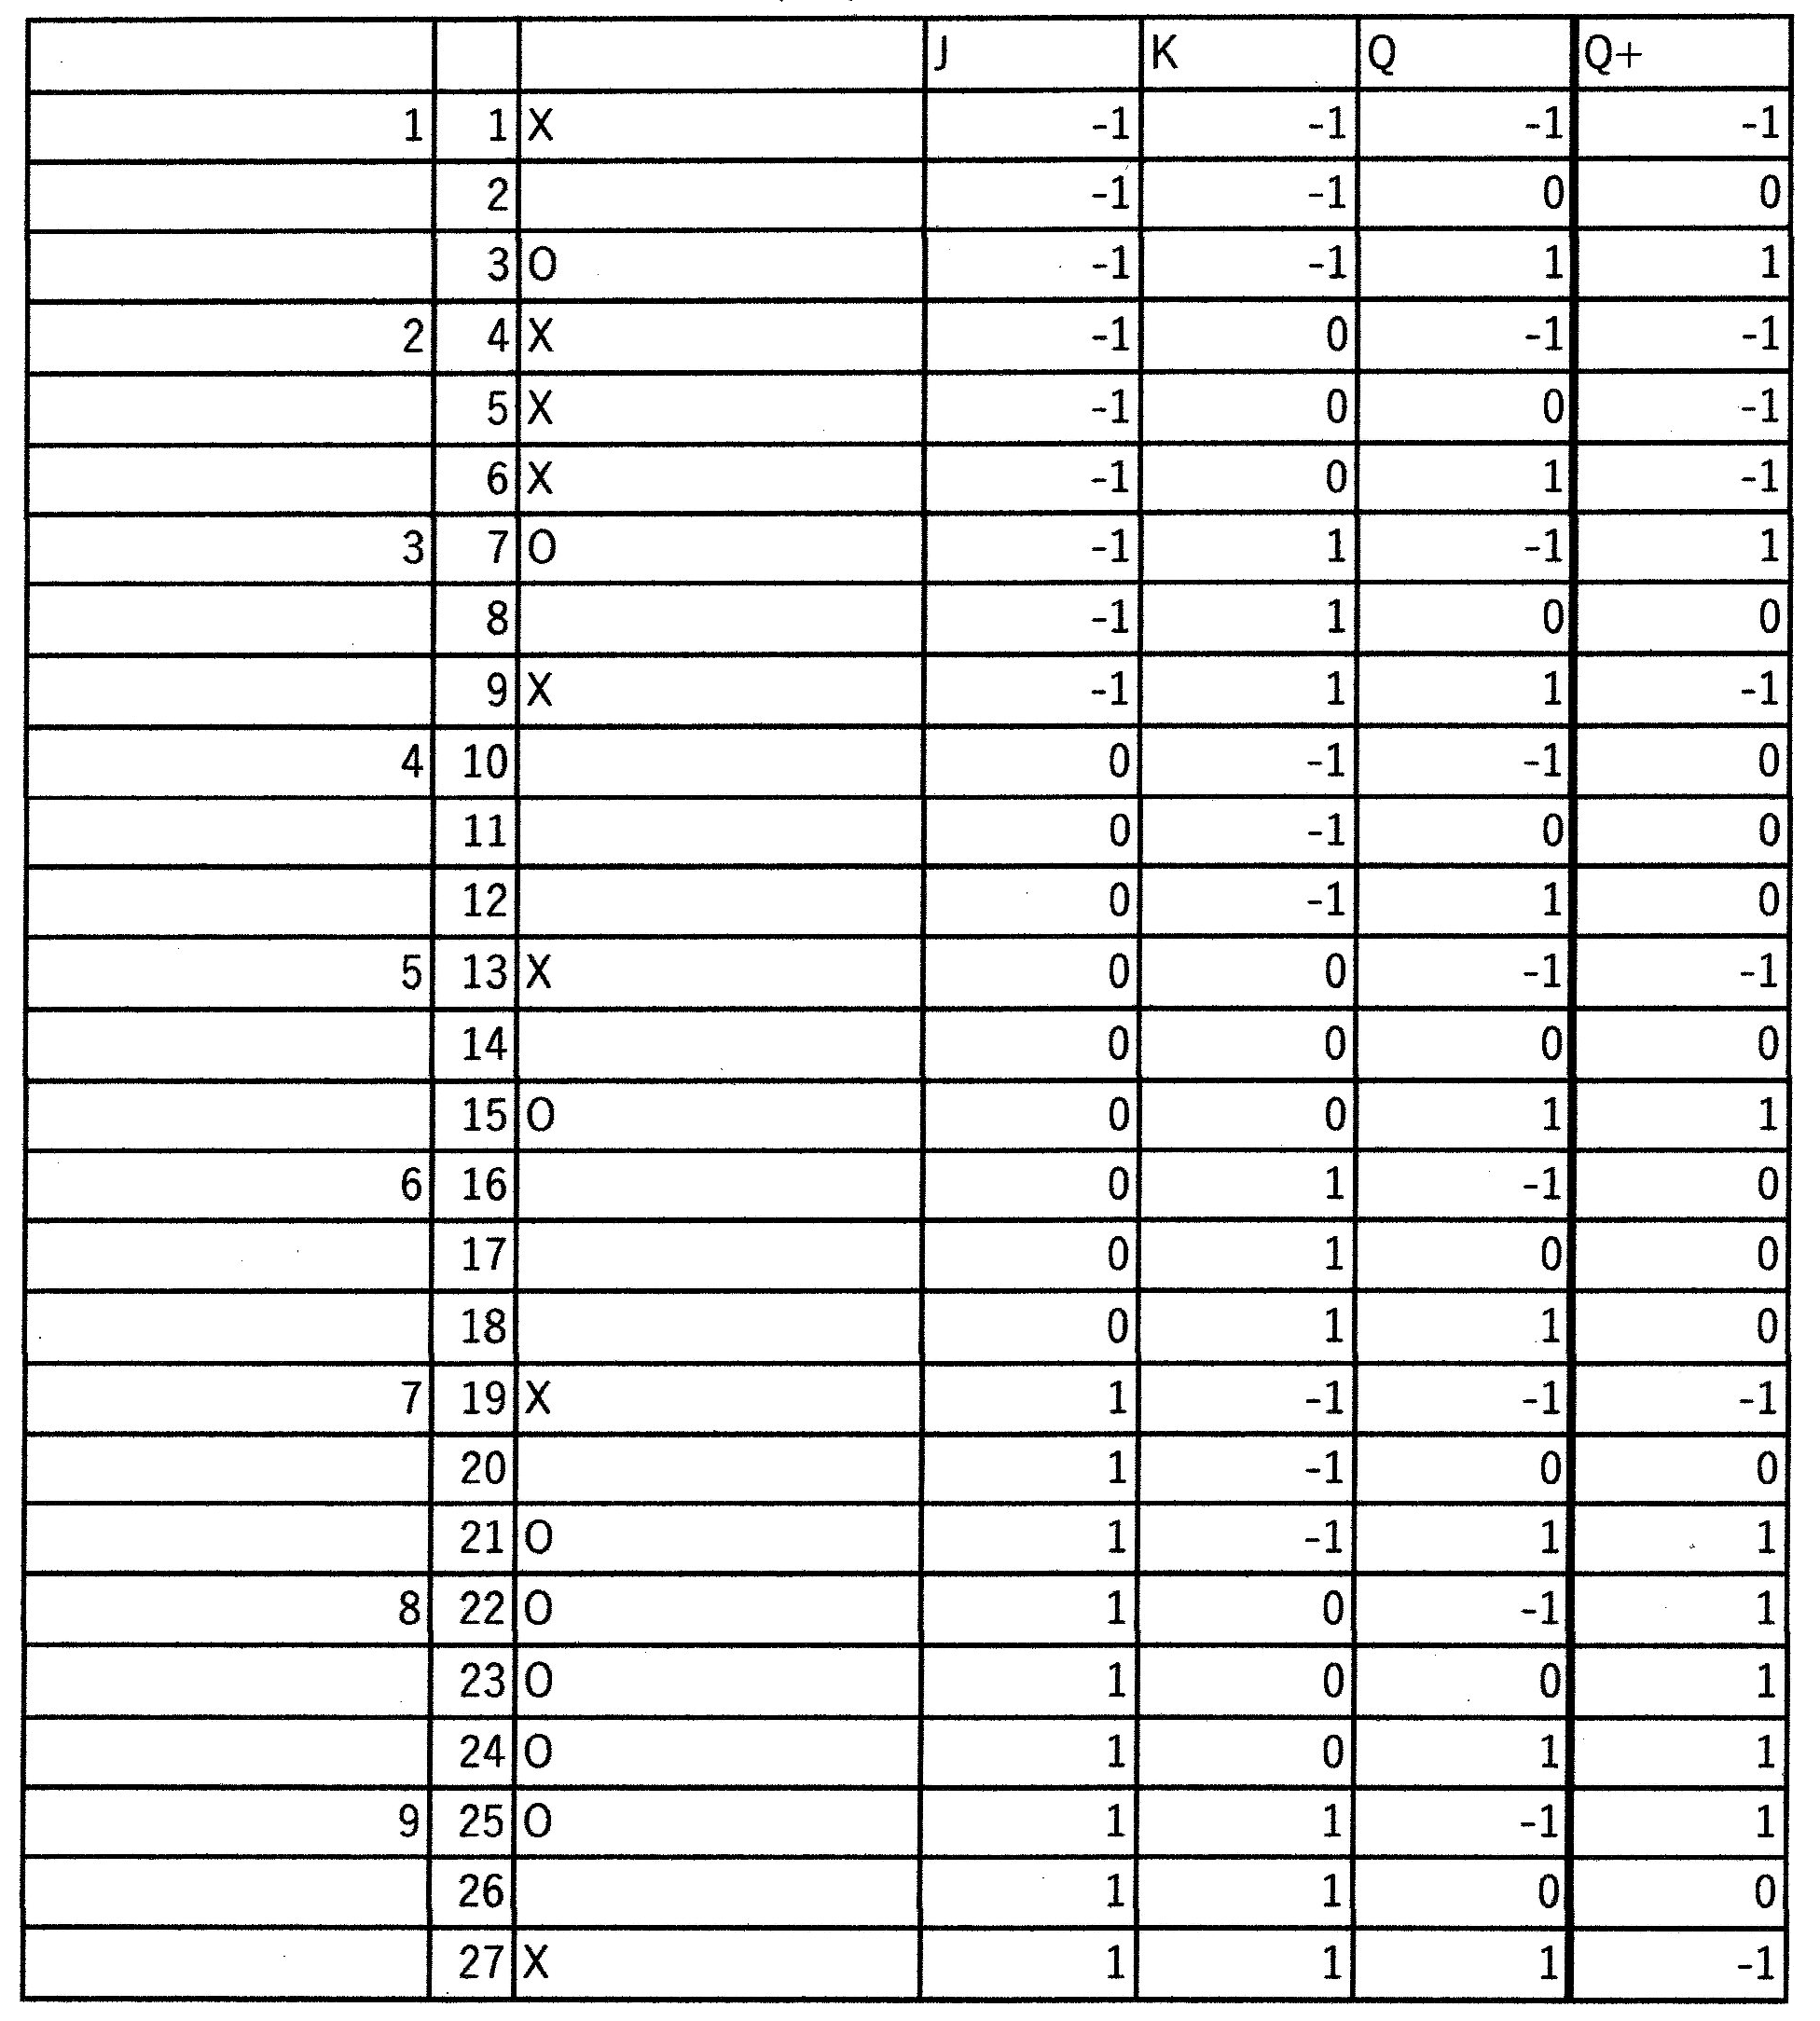 J K Q Q+
1 1 X -1 -1 -1 -1
2 -1 -1 0 0
3 O -1 -1 1 1
2 4 X -1 0 -1 -1
5 X -1 0 0 -1
6 X -1 0 1 -1
3 7 O -1 1 -1 1
8 -1 1 0 0
9 X -1 1 1 -1
4 10 0 -1 -1 0
11 0 -1 0 0
12 0 -1 1 0
5 13 X 0 0 -1 -1
14 0 0 0 0
15 O 0 0 1 1
6 16 0 1 -1 0
17 0 1 0 0
18 0 1 1 0
7 19 X 1 -1 -1 -1
20 1 -1 0 0
21 O 1 -1 1 1
8 22 O 1 0 -1 1
23 O 1 0 0 1
24 O 1 0 1 1
9 25 O 1 1 -1 1
26 1 1 0 0
27 X 1 1 1 -1